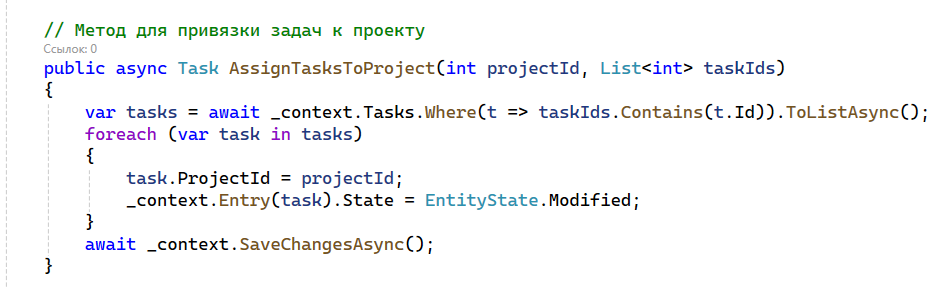 // Метод для привязки задач к проекту
Ссылок: 0
public async Task AssignTasksToProject(int projectId, List<int> taskIds)
{
var tasks = await _context.Tasks.Where(t => taskIds.Contains(t.Id)).ToListAsync();
foreach (var task in tasks)
{
task.ProjectId = projectId;
_context.Entry(task).State = EntityState.Modified;
}
await _context.SaveChangesAsync();
}